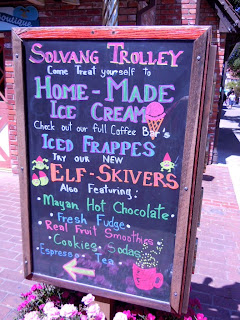 boutique
SOLVANG TROLLEY
Come Treat yourself to
HOME-MADE
ICE CREAM
Check out our full Coffee Bar's
ICED FRAPPES
TRY OUR NEW
ELF-SKIVERS
Also Featuring:
• Mayan Hot Chocolate •
• Fresh Fudge •
Real Fruit Smoothies
• Cookies • Sodas
Espresso • Tea